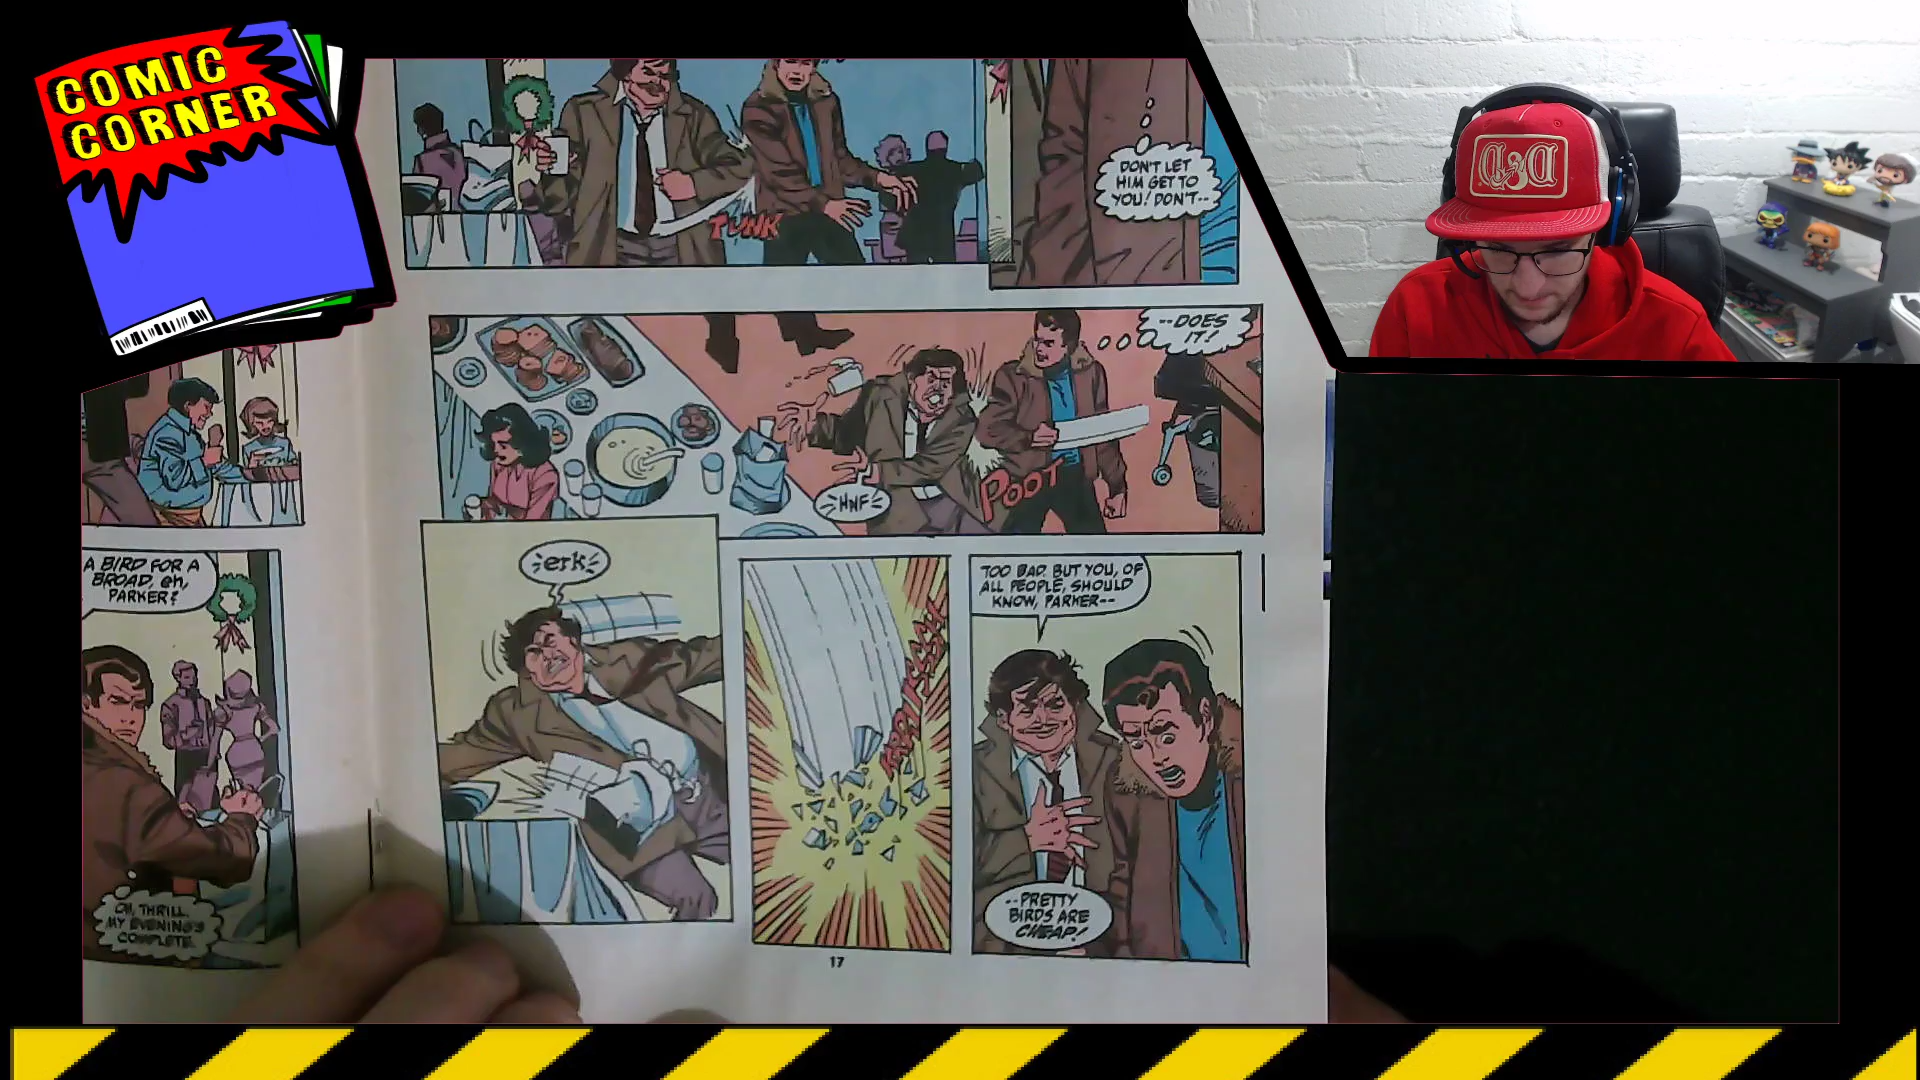 COMIC
CORNER
TUNK
DON'T LET
HIM GET TO
YOU! DON'T--
--DOES
IT!
HNF
POOT
A BIRD FOR A
BROAD, eh,
PARKER?
OH, THRILL.
MY EVENING'S
COMPLETE.
erk
TOO BAD. BUT YOU, OF
ALL PEOPLE, SHOULD
KNOW, PARKER--
--PRETTY
BIRDS ARE
CHEAP!
17